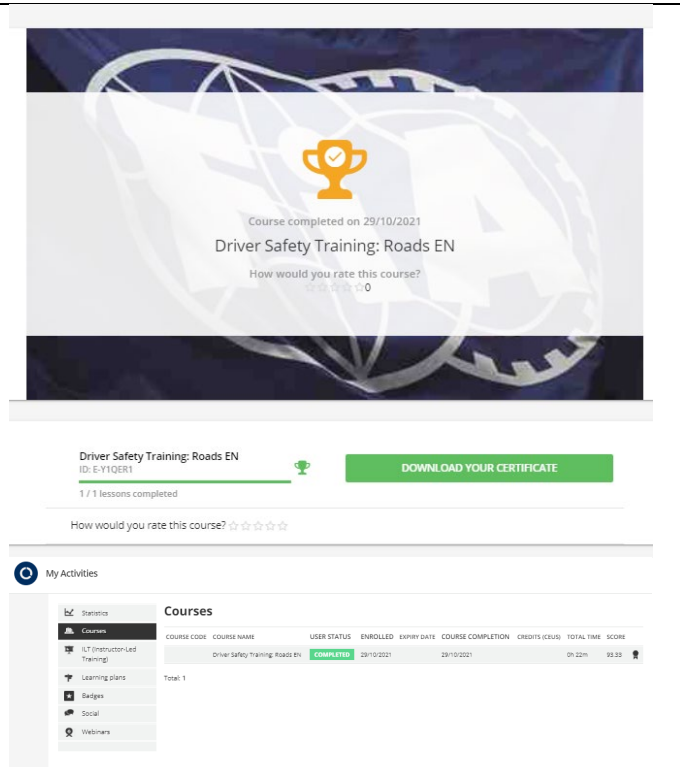 FIA
Course completed on 29/10/2021
Driver Safety Training: Roads EN
How would you rate this course?
0
Driver Safety Training: Roads EN
ID: E-Y1QER1
DOWNLOAD YOUR CERTIFICATE
1 / 1 lessons completed
How would you rate this course?
My Activities
Statistics
Courses
ILT (Instructor-Led
Training)
Learning plans
Badges
Social
Webinars
Courses
COURSE CODE COURSE NAME USER STATUS ENROLLED EXPIRY DATE COURSE COMPLETION CREDITS (CEUS) TOTAL TIME SCORE
Driver Safety Training: Roads EN COMPLETED 29/10/2021 29/10/2021 0h 22m 93.33
Total: 1